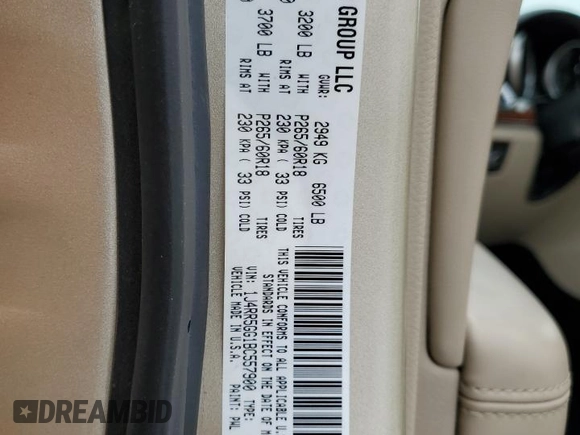 GROUP LLC
GVWR: 2949 KG 6500 LB
3200 LB WITH P265/60R18 TIRES
RIMS AT 230 KPA ( 33 PSI) COLD
3700 LB WITH P265/60R18 TIRES
RIMS AT 230 KPA ( 33 PSI) COLD
THIS VEHICLE CONFORMS TO ALL APPLICABLE U.
STANDARDS IN EFFECT ON THE DATE OF M
VIN: 1J4RR5GG1BC557900 TYPE:
VEHICLE MADE IN U.S.A. PAINT: PWL
DREAMBID